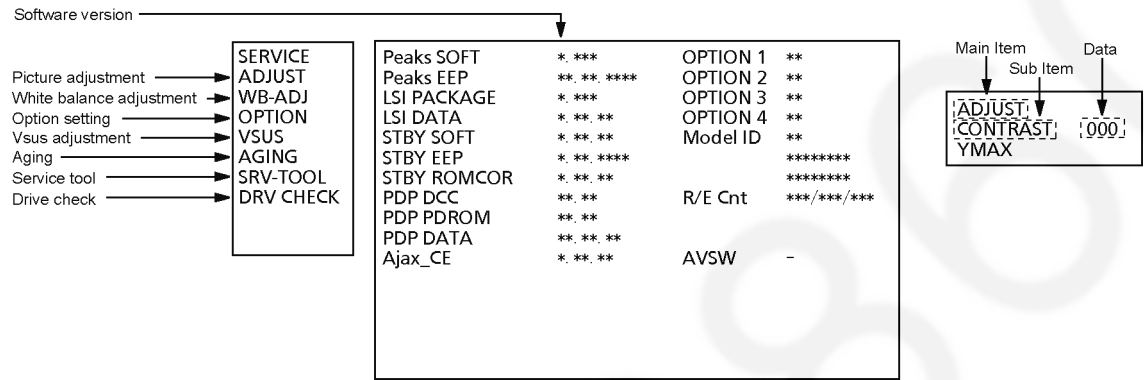 Software version
SERVICE
Picture adjustment ADJUST
White balance adjustment WB-ADJ
Option setting OPTION
Vsus adjustment VSUS
Aging AGING
Service tool SRV-TOOL
Drive check DRV CHECK
Peaks SOFT *. *** OPTION 1 **
Peaks EEP **. **. **** OPTION 2 **
LSI PACKAGE *. *** OPTION 3 **
LSI DATA *. **. ** OPTION 4 **
STBY SOFT *. **. ** Model ID **
STBY EEP *. **. **** ********
STBY ROMCOR *. **. ** ********
PDP DCC **. ** R/E Cnt ***/***/***
PDP PDROM **. **
PDP DATA **. **. **
Ajax_CE *. **. ** AVSW -
Main Item Data
Sub Item
ADJUST
CONTRAST 000
YMAX